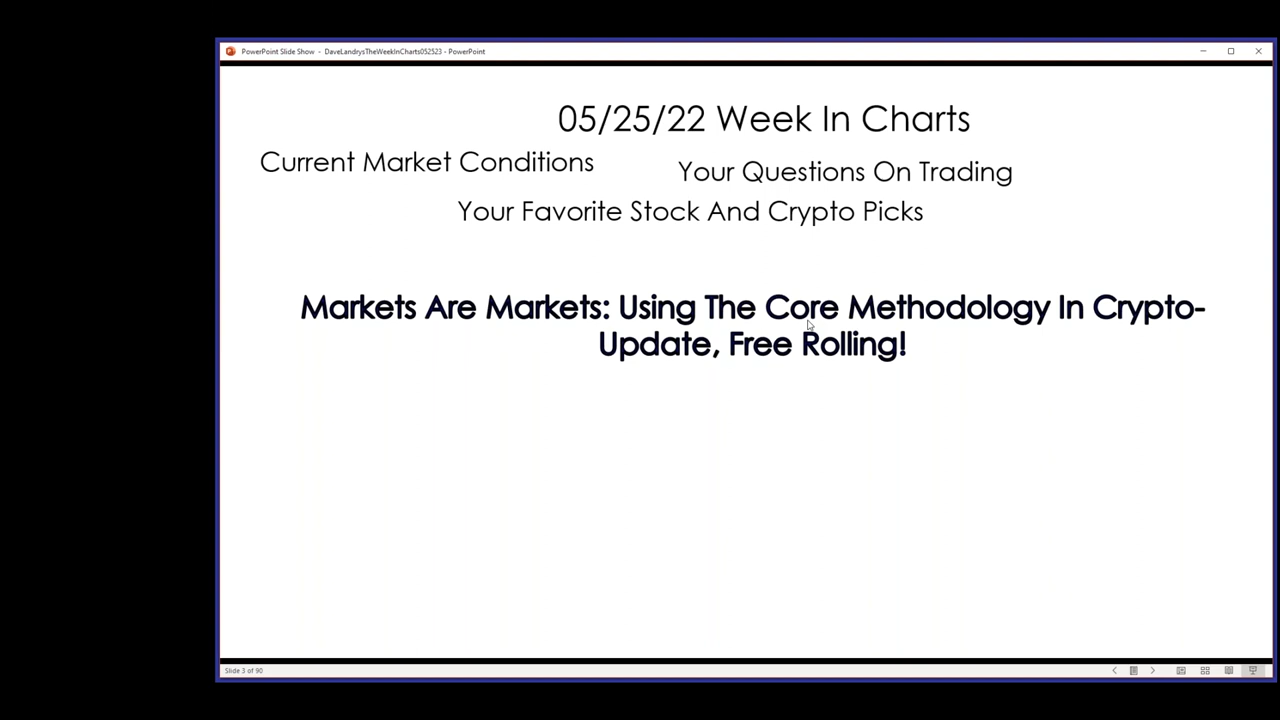 PowerPoint Slide Show - DaveLandrysTheWeekInCharts052523 - PowerPoint
05/25/22 Week In Charts
Current Market Conditions
Your Questions On Trading
Your Favorite Stock And Crypto Picks
Markets Are Markets: Using The Core Methodology In Crypto-
Update, Free Rolling!
Slide 3 of 90